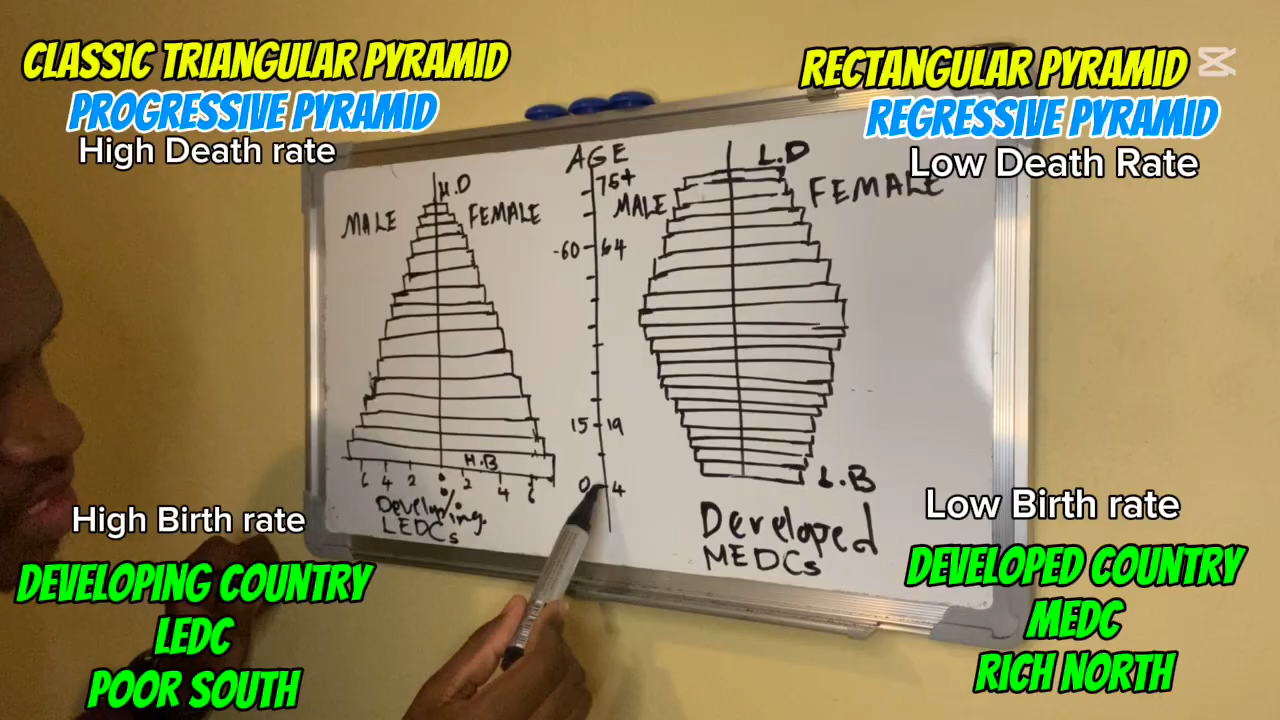 CLASSIC TRIANGULAR PYRAMID
PROGRESSIVE PYRAMID
High Death rate
RECTANGULAR PYRAMID
REGRESSIVE PYRAMID
Low Death Rate
H.D
MALE
FEMALE
6 4 2 0 2 4 6
H.B
%
Developing
LEDCs
AGE
75+
-60 64
15 19
0 4
L.D
MALE
FEMALE
L.B
Developed
MEDCs
High Birth rate
DEVELOPING COUNTRY
LEDC
POOR SOUTH
Low Birth rate
DEVELOPED COUNTRY
MEDC
RICH NORTH